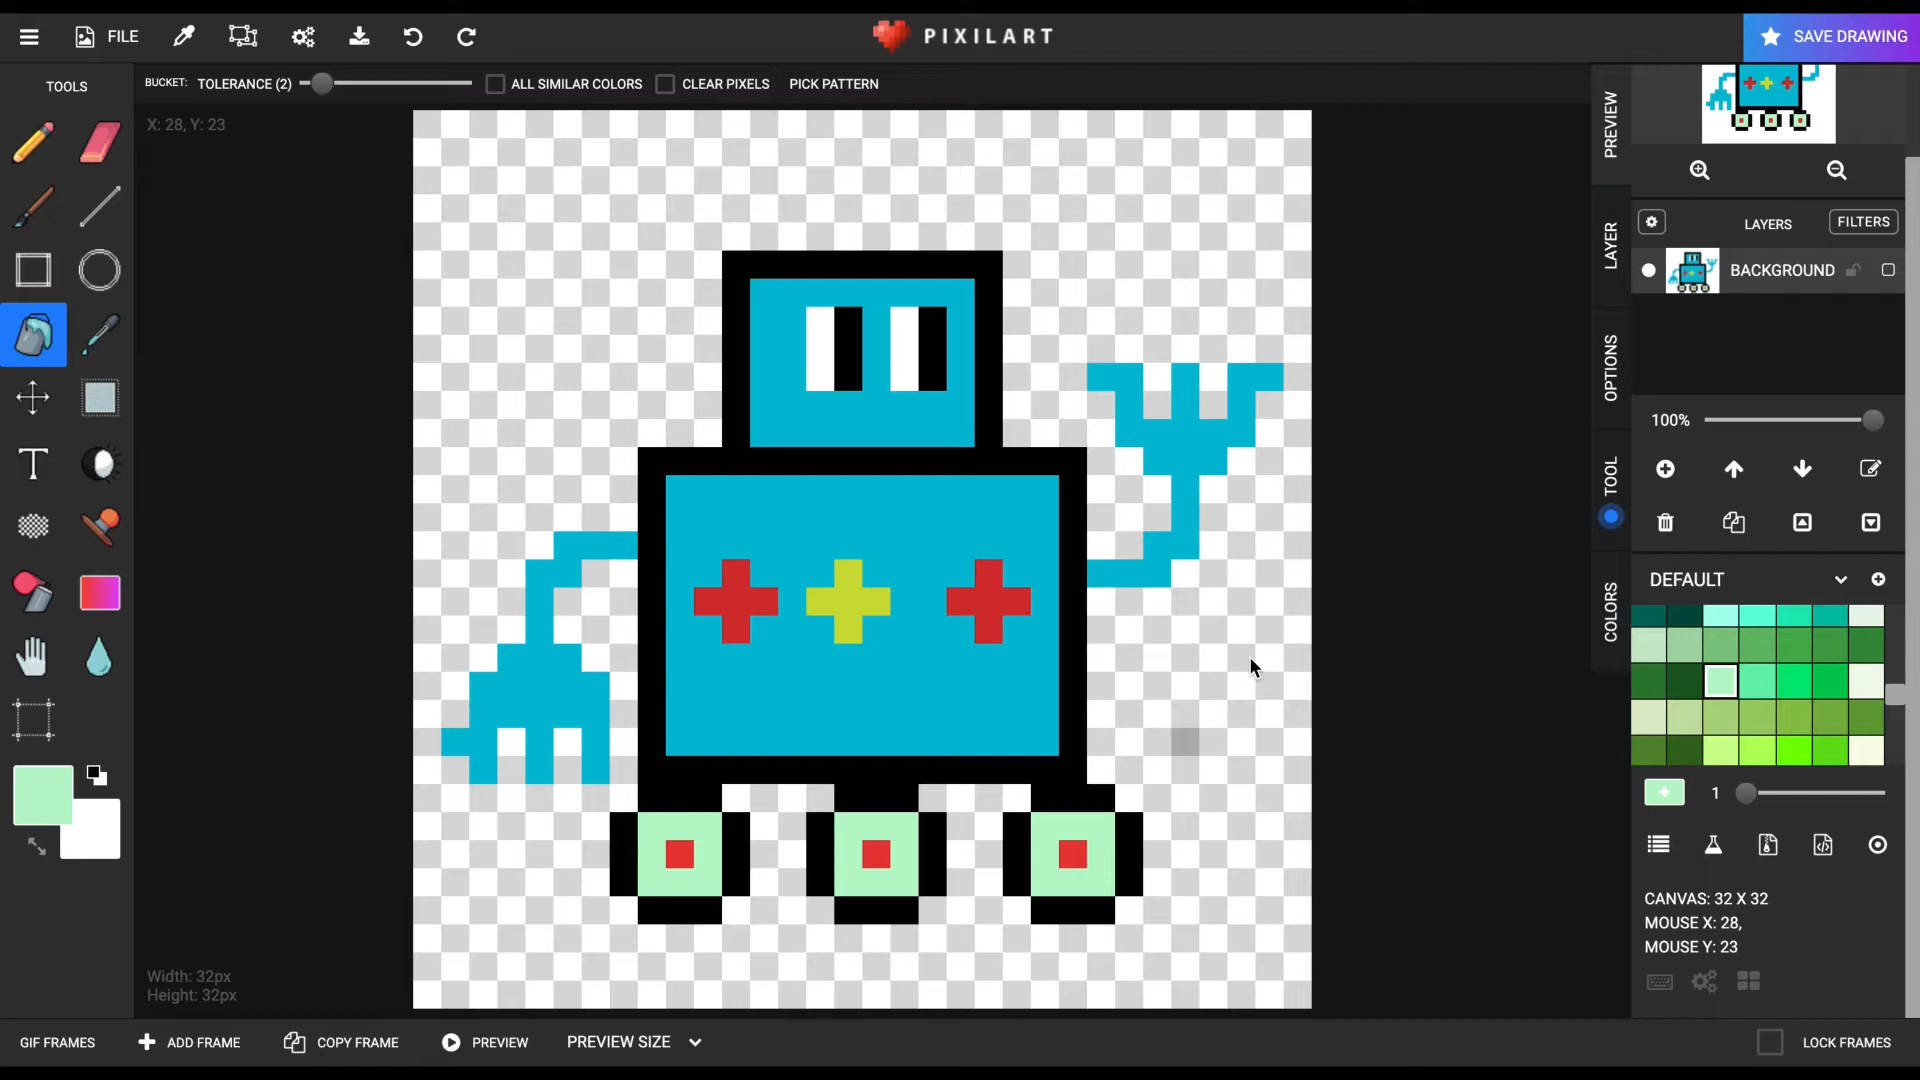 FILE
PIXILART
SAVE DRAWING
TOOLS
BUCKET: TOLERANCE (2)
ALL SIMILAR COLORS
CLEAR PIXELS
PICK PATTERN
X: 28, Y: 23
PREVIEW
LAYER
OPTIONS
TOOL
COLORS
LAYERS
FILTERS
BACKGROUND
100%
DEFAULT
1
CANVAS: 32 X 32
MOUSE X: 28,
MOUSE Y: 23
Width: 32px
Height: 32px
GIF FRAMES
ADD FRAME
COPY FRAME
PREVIEW
PREVIEW SIZE
LOCK FRAMES